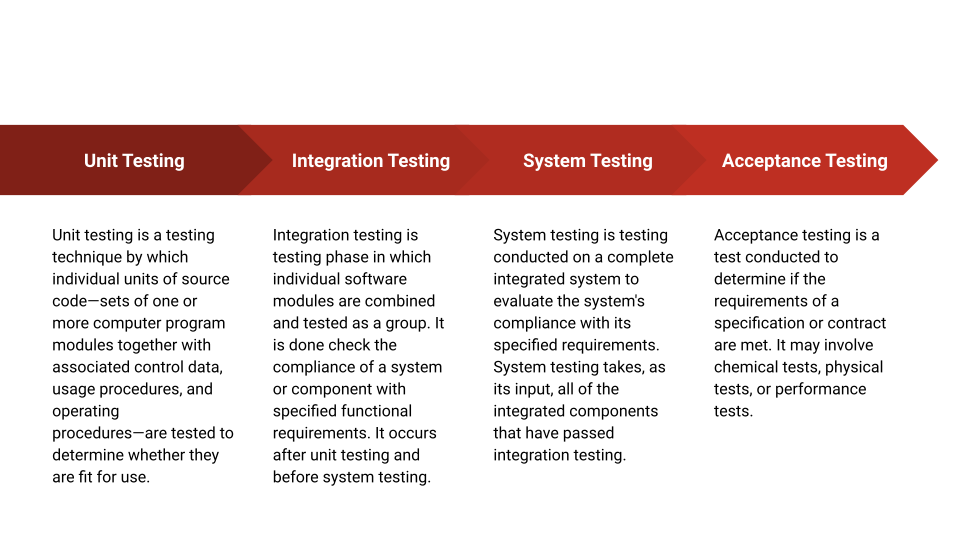 Unit Testing
Integration Testing
System Testing
Acceptance Testing
Unit testing is a testing
technique by which
individual units of source
code—sets of one or
more computer program
modules together with
associated control data,
usage procedures, and
operating
procedures—are tested to
determine whether they
are fit for use.
Integration testing is
testing phase in which
individual software
modules are combined
and tested as a group. It
is done check the
compliance of a system
or component with
specified functional
requirements. It occurs
after unit testing and
before system testing.
System testing is testing
conducted on a complete
integrated system to
evaluate the system's
compliance with its
specified requirements.
System testing takes, as
its input, all of the
integrated components
that have passed
integration testing.
Acceptance testing is a
test conducted to
determine if the
requirements of a
specification or contract
are met. It may involve
chemical tests, physical
tests, or performance
tests.